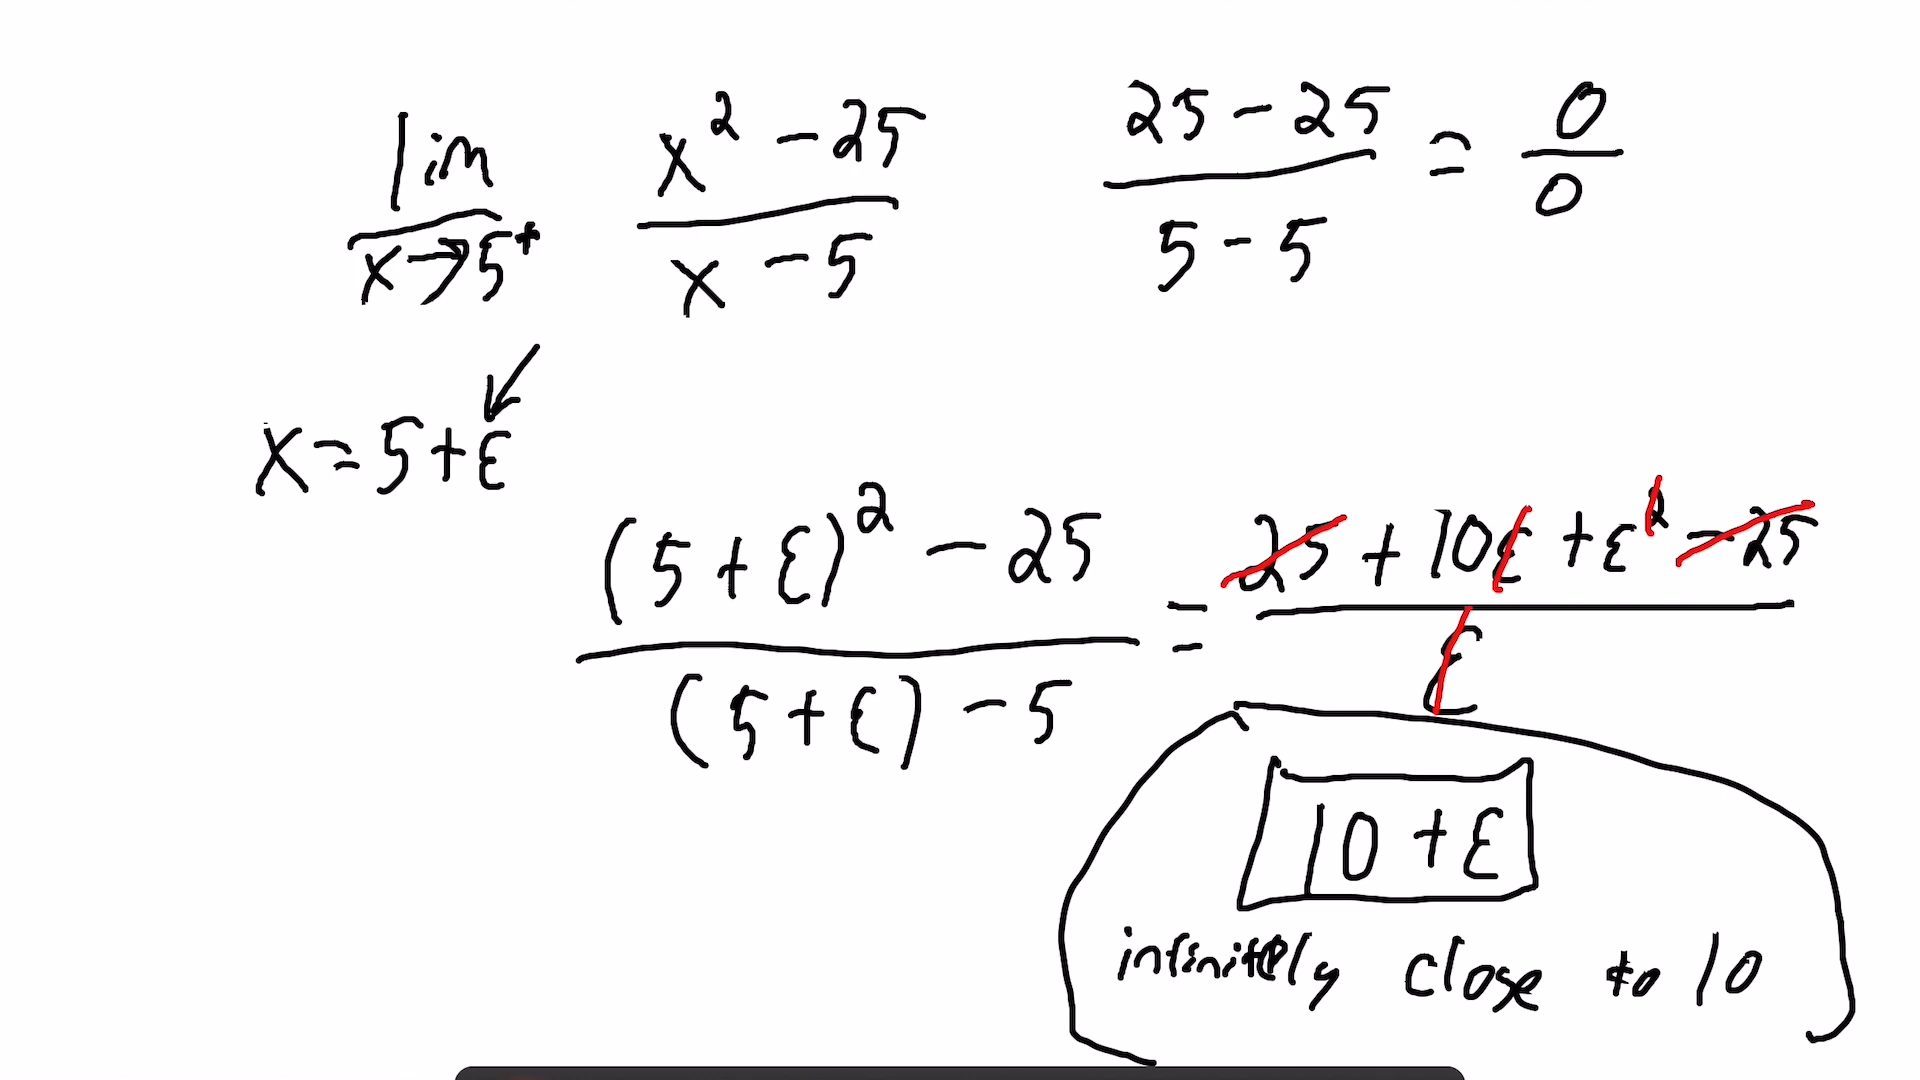 lim x→5⁺ (x² - 25)/(x - 5)
(25 - 25)/(5 - 5) = 0/0
x = 5 + ε
((5 + ε)² - 25)/((5 + ε) - 5) = (25 + 10ε + ε² - 25)/ε
10 + ε
infinitely close to 10